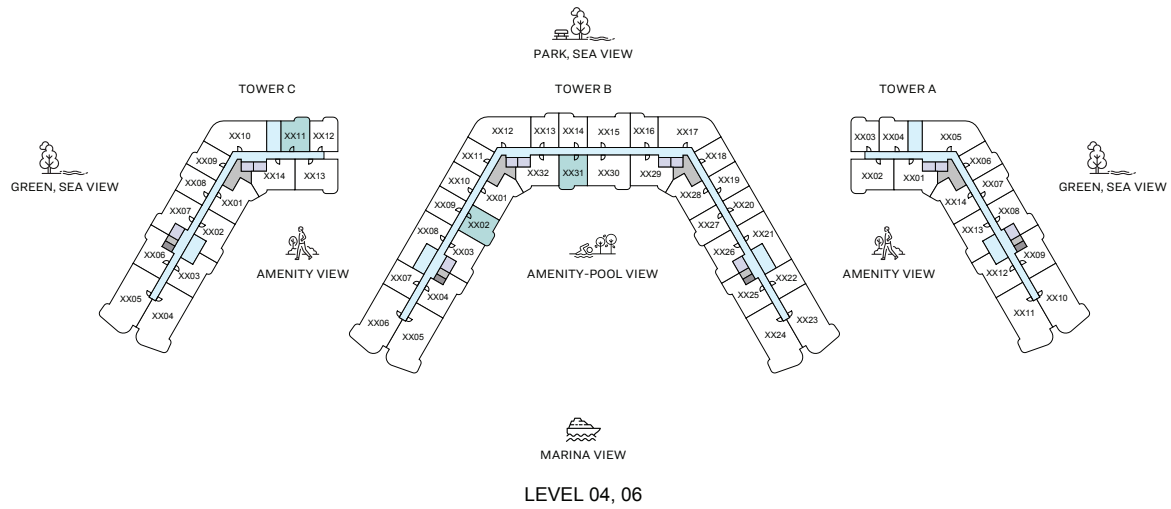 PARK, SEA VIEW
TOWER C
TOWER B
TOWER A
GREEN, SEA VIEW
XX10
XX11
XX12
XX09
XX14
XX13
XX08
XX01
XX07
XX02
XX06
XX03
XX05
XX04
AMENITY VIEW
XX12
XX13
XX14
XX15
XX16
XX17
XX11
XX32
XX31
XX30
XX29
XX18
XX10
XX01
XX28
XX19
XX09
XX02
XX27
XX20
XX08
XX03
XX26
XX21
XX07
XX04
XX25
XX22
XX06
XX05
XX24
XX23
AMENITY-POOL VIEW
XX03
XX04
XX05
XX02
XX01
XX06
XX14
XX07
XX13
XX08
XX12
XX09
XX11
XX10
AMENITY VIEW
GREEN, SEA VIEW
MARINA VIEW
LEVEL 04, 06